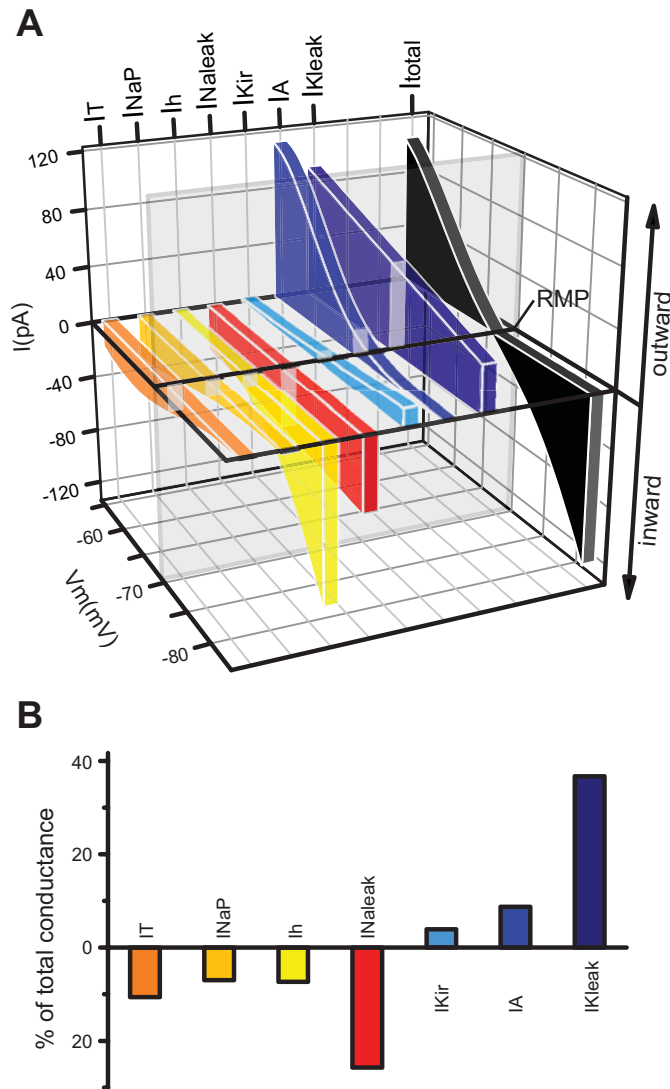 A
IT INaP Ih INaleak IKir IA IKleak Itotal
120
80
40
0
-40
-80
-120
I(pA)
-60
-70
-80
Vm(mV)
RMP
outward
inward
B
40
20
0
20
% of total conductance
IT INaP Ih INaleak
IKir IA IKleak